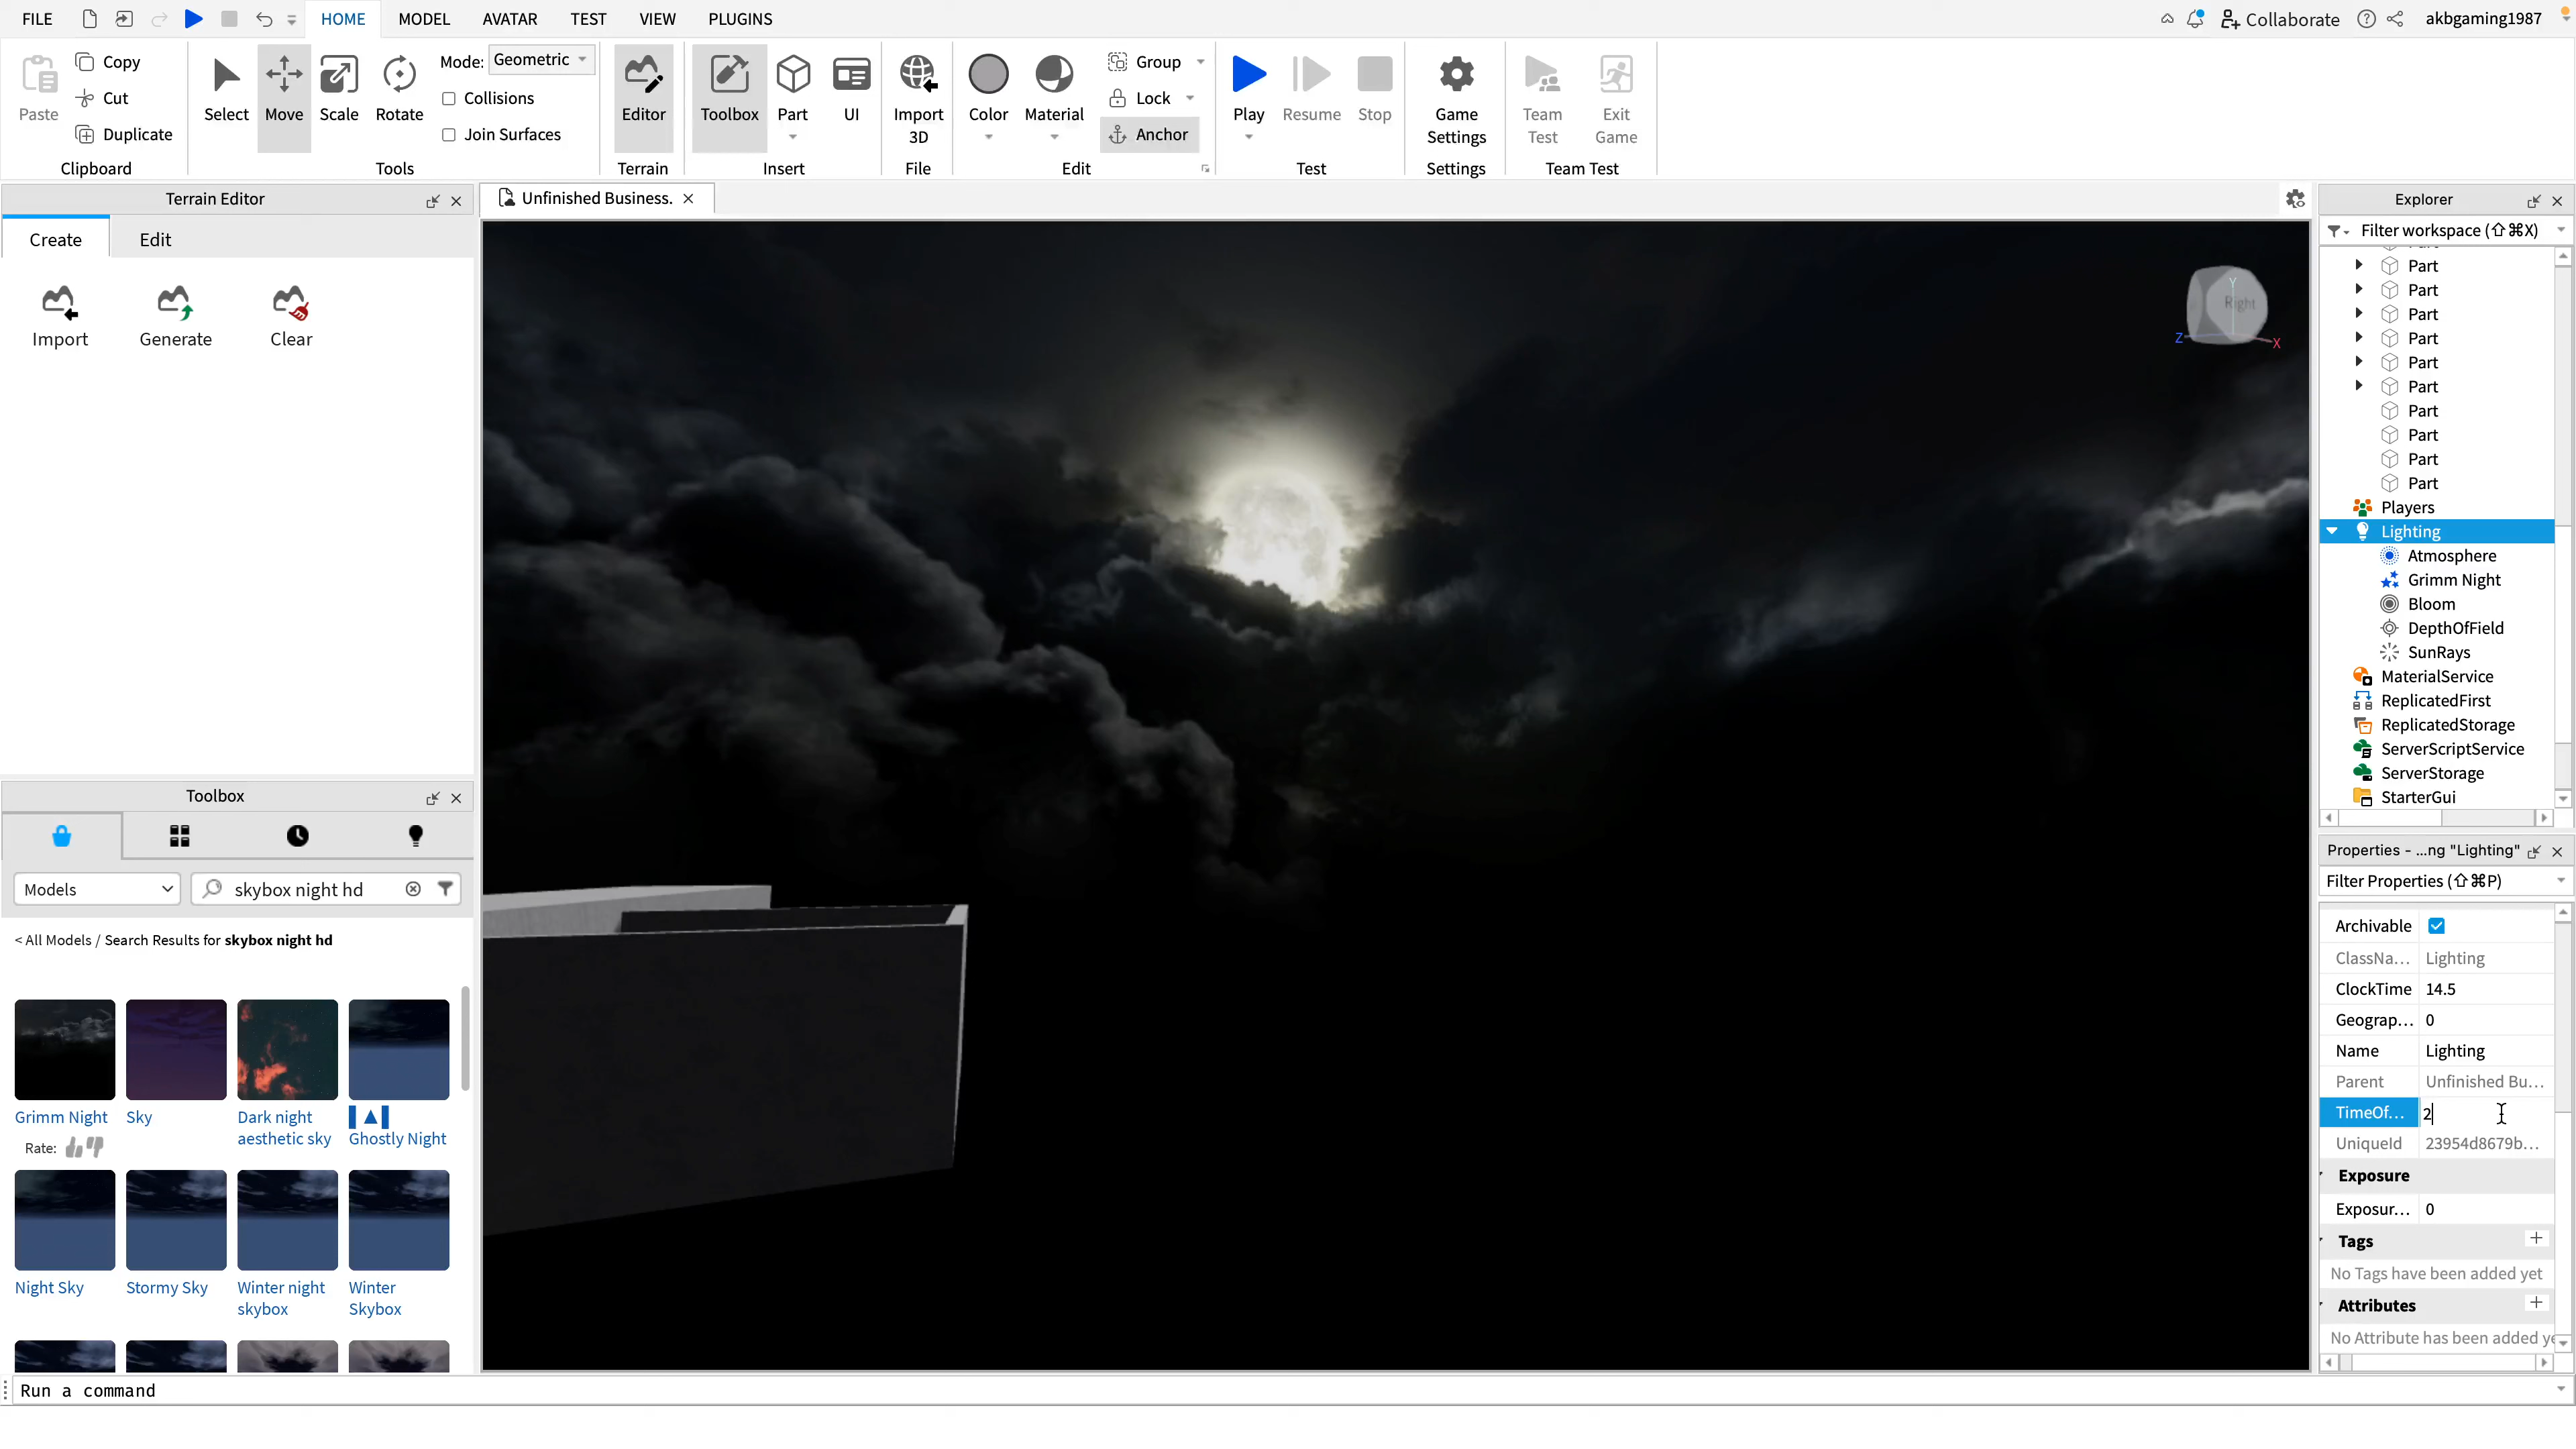 FILE
HOME
MODEL
AVATAR
TEST
VIEW
PLUGINS
Collaborate
akbgaming1987
Paste
Copy
Cut
Duplicate
Clipboard
Select
Move
Scale
Rotate
Mode: Geometric
Collisions
Join Surfaces
Tools
Editor
Terrain
Toolbox
Part
UI
Insert
Import
3D
File
Color
Material
Group
Lock
Anchor
Edit
Play
Resume
Stop
Test
Game
Settings
Settings
Team
Test
Exit
Game
Team Test
Terrain Editor
Create
Edit
Import
Generate
Clear
Unfinished Business.
Right
Y
Z
X
Toolbox
Models
skybox night hd
< All Models / Search Results for skybox night hd
Grimm Night
Sky
Dark night
aesthetic sky
▌▲▌
Ghostly Night
Rate:
Night Sky
Stormy Sky
Winter night
skybox
Winter
Skybox
Explorer
Filter workspace (⇧⌘X)
Part
Part
Part
Part
Part
Part
Part
Part
Part
Part
Players
Lighting
Atmosphere
Grimm Night
Bloom
DepthOfField
SunRays
MaterialService
ReplicatedFirst
ReplicatedStorage
ServerScriptService
ServerStorage
StarterGui
Properties - ...ng "Lighting"
Filter Properties (⇧⌘P)
Archivable
ClassNa... Lighting
ClockTime 14.5
Geograp... 0
Name Lighting
Parent Unfinished Bu...
TimeOf... 2
UniqueId 23954d8679b...
Exposure
Exposur... 0
Tags
No Tags have been added yet
Attributes
No Attribute has been added ye
Run a command